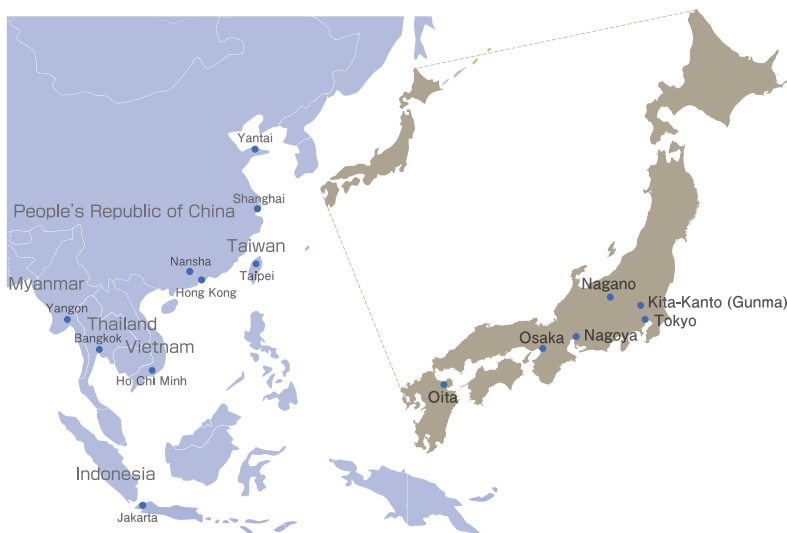 Yantai
Shanghai
People's Republic of China
Taiwan
Nansha
Taipei
Hong Kong
Myanmar
Yangon
Thailand
Bangkok
Vietnam
Ho Chi Minh
Indonesia
Jakarta
Nagano
Kita-Kanto (Gunma)
Tokyo
Osaka
Nagoya
Oita